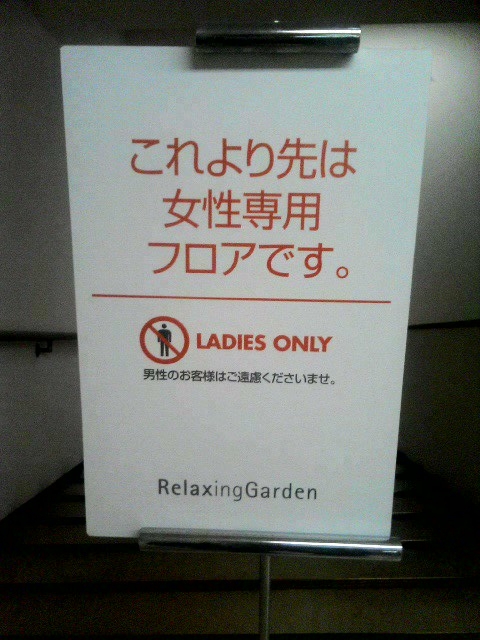 これより先は
女性専用
フロアです。
LADIES ONLY
男性のお客様はご遠慮くださいませ。
RelaxingGarden